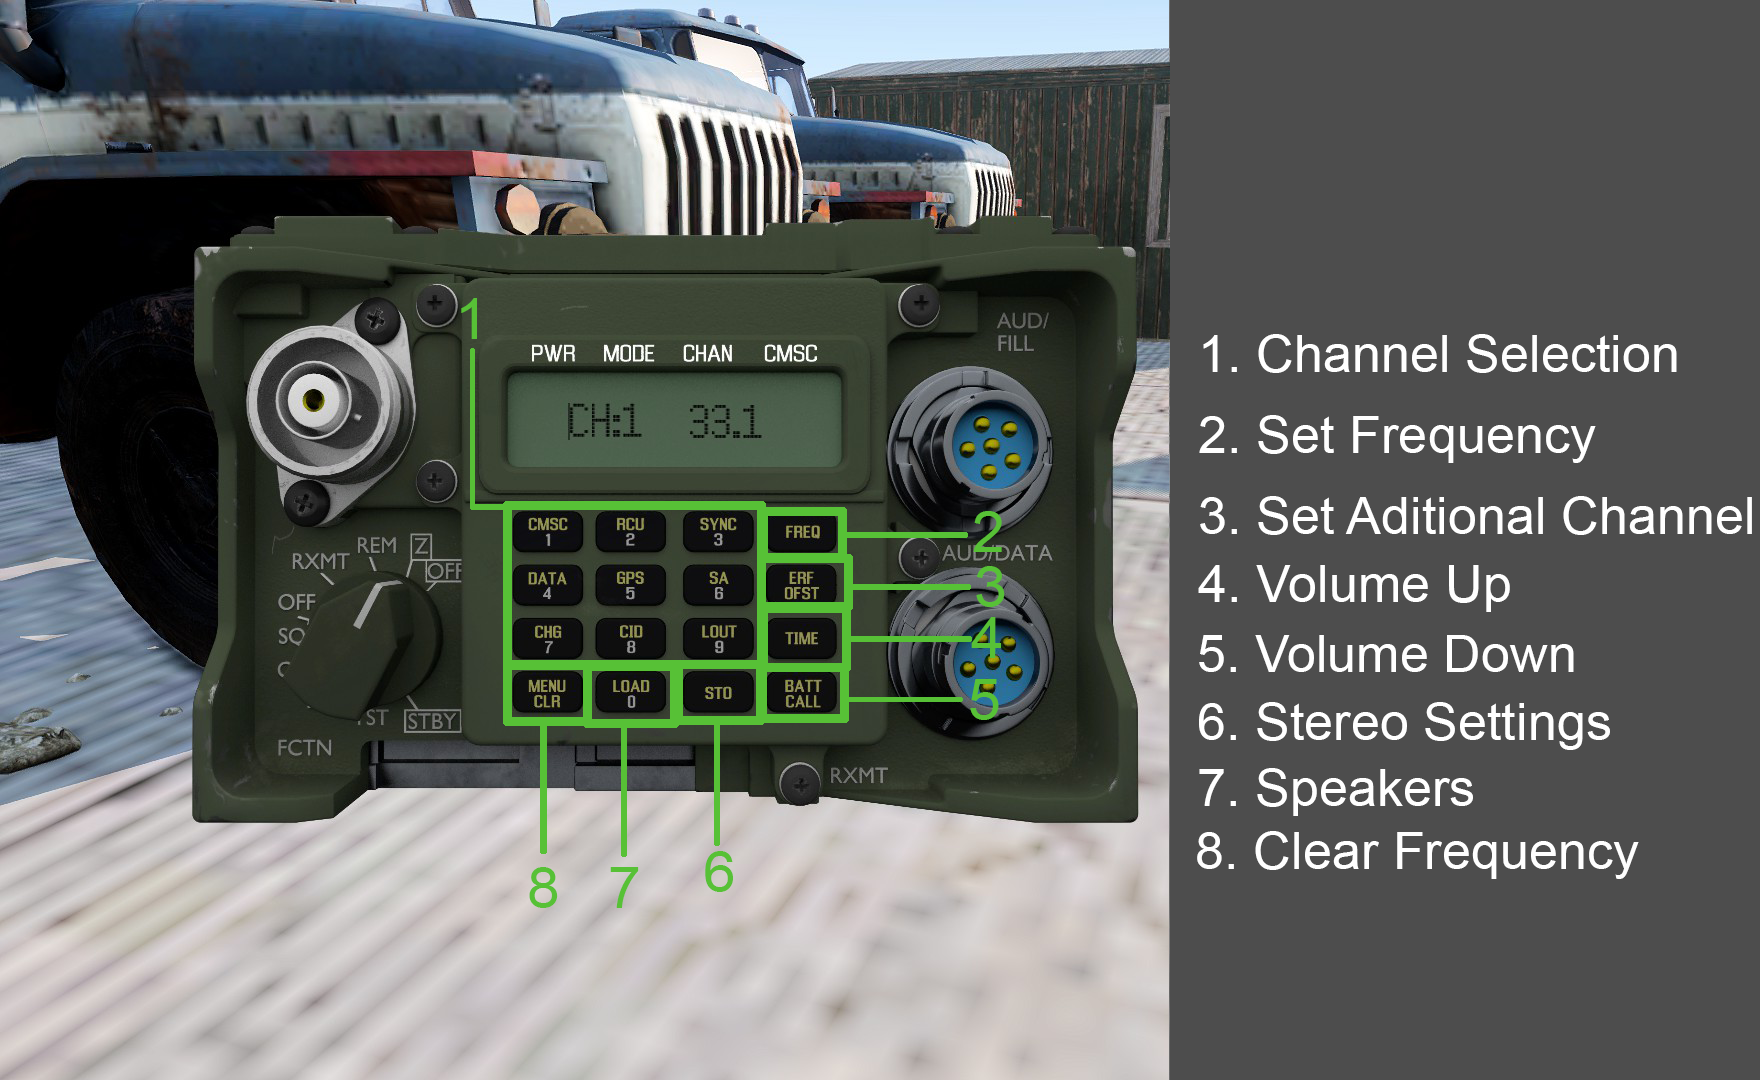 1
AUD/
FILL
PWR MODE CHAN CMSC
CH:1 33.1
CMSC
1
RCU
2
SYNC
3
FREQ
2
AUD/DATA
DATA
4
GPS
5
SA
6
ERF
OFST
3
CHG
7
CID
8
LOUT
9
TIME
4
MENU
CLR
LOAD
0
STO
BATT
CALL
5
RXMT
REM
Z
OFF
OFF
STBY
FCTN
RXMT
8
7
6
1. Channel Selection
2. Set Frequency
3. Set Aditional Channel
4. Volume Up
5. Volume Down
6. Stereo Settings
7. Speakers
8. Clear Frequency